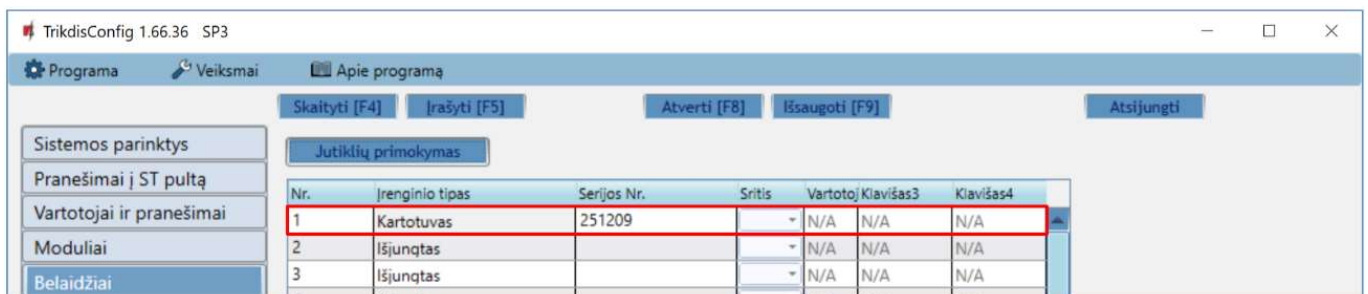 TrikdisConfig 1.66.36 SP3
Programa Veiksmai Apie programą
Skaityti [F4] Įrašyti [F5] Atverti [F8] Išsaugoti [F9] Atsijungti
Sistemos parinktys
Jutiklių primokymas
Pranešimai į ST pultą
Nr. Įrenginio tipas Serijos Nr. Sritis Vartotoj Klavišas3 Klavišas4
Vartotojai ir pranešimai
1 Kartotuvas 251209 N/A N/A N/A
Moduliai
2 Išjungtas N/A N/A N/A
Belaidžiai
3 Išjungtas N/A N/A N/A